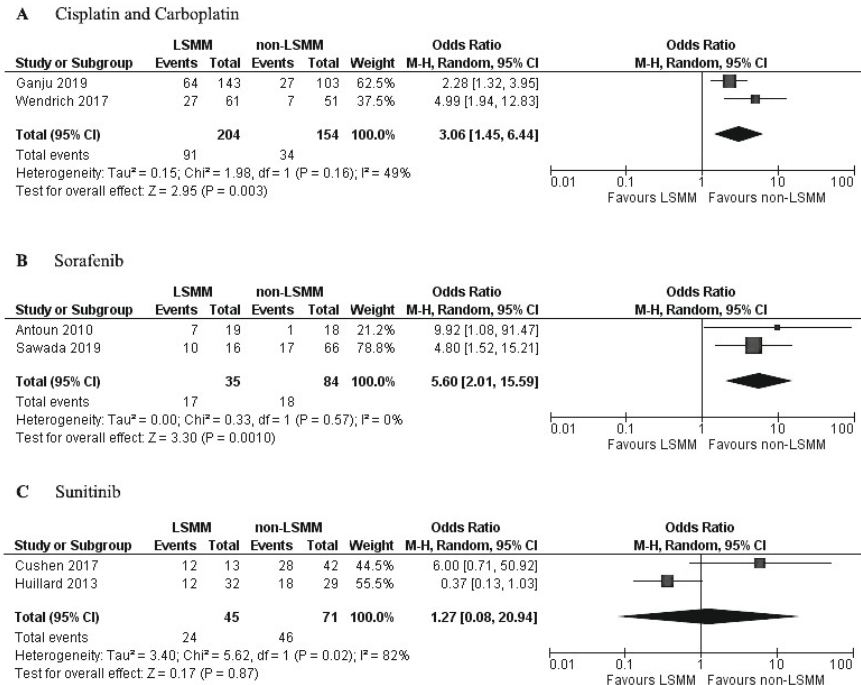 A Cisplatin and Carboplatin
LSMM non-LSMM Odds Ratio Odds Ratio
Study or Subgroup Events Total Events Total Weight M-H, Random, 95% CI M-H, Random, 95% CI
Ganju 2019 64 143 27 103 62.5% 2.28 [1.32, 3.95]
Wendrich 2017 27 61 7 51 37.5% 4.99 [1.94, 12.83]
Total (95% CI) 204 154 100.0% 3.06 [1.45, 6.44]
Total events 91 34
Heterogeneity: Tau² = 0.15; Chi² = 1.98, df = 1 (P = 0.16); I² = 49%
Test for overall effect: Z = 2.95 (P = 0.003)
0.01 0.1 1 10 100
Favours LSMM Favours non-LSMM
B Sorafenib
LSMM non-LSMM Odds Ratio Odds Ratio
Study or Subgroup Events Total Events Total Weight M-H, Random, 95% CI M-H, Random, 95% CI
Antoun 2010 7 19 1 18 21.2% 9.92 [1.08, 91.47]
Sawada 2019 10 16 17 66 78.8% 4.80 [1.52, 15.21]
Total (95% CI) 35 84 100.0% 5.60 [2.01, 15.59]
Total events 17 18
Heterogeneity: Tau² = 0.00; Chi² = 0.33, df = 1 (P = 0.57); I² = 0%
Test for overall effect: Z = 3.30 (P = 0.0010)
0.01 0.1 1 10 100
Favours LSMM Favours non-LSMM
C Sunitinib
LSMM non-LSMM Odds Ratio Odds Ratio
Study or Subgroup Events Total Events Total Weight M-H, Random, 95% CI M-H, Random, 95% CI
Cushen 2017 12 13 28 42 44.5% 6.00 [0.71, 50.92]
Huillard 2013 12 32 18 29 55.5% 0.37 [0.13, 1.03]
Total (95% CI) 45 71 100.0% 1.27 [0.08, 20.94]
Total events 24 46
Heterogeneity: Tau² = 3.40; Chi² = 5.62, df = 1 (P = 0.02); I² = 82%
Test for overall effect: Z = 0.17 (P = 0.87)
0.01 0.1 1 10 100
Favours LSMM Favours non-LSMM